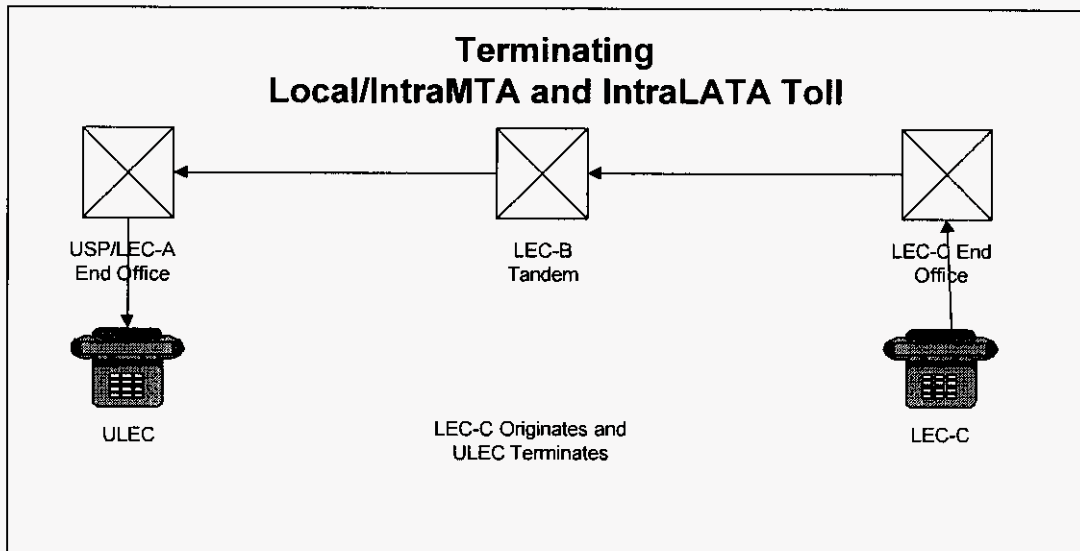 Terminating
Local/IntraMTA and IntraLATA Toll
USP/LEC-A
End Office
LEC-B
Tandem
LEC-C End
Office
ULEC
LEC-C Originates and
ULEC Terminates
LEC-C